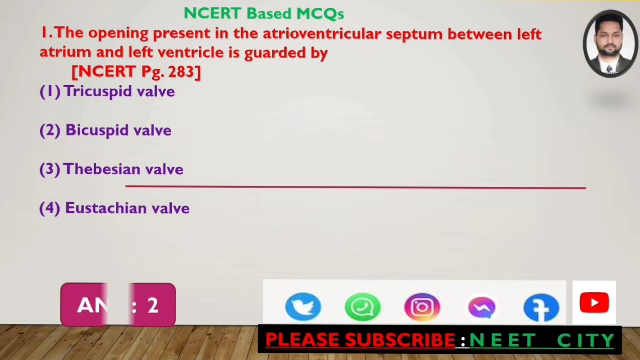 NCERT Based MCQs
1.The opening present in the atrioventricular septum between left
atrium and left ventricle is guarded by
[NCERT Pg. 283]
(1) Tricuspid valve
(2) Bicuspid valve
(3) Thebesian valve
(4) Eustachian valve
: 2
PLEASE SUBSCRIBE : NEET CITY